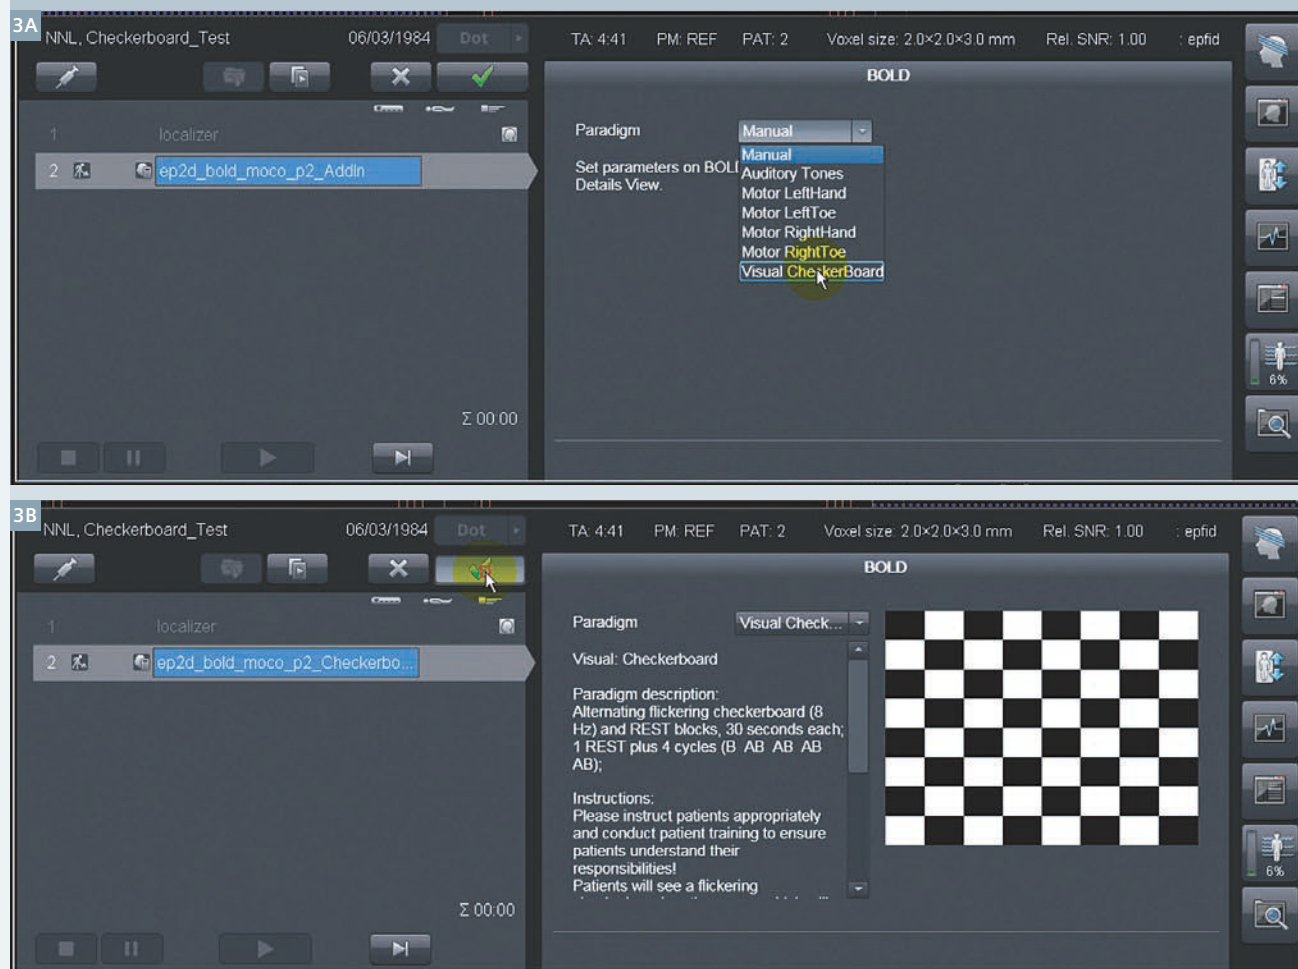 3A
NNL, Checkerboard_Test
06/03/1984
Dot
TA: 4:41
PM: REF
PAT: 2
Voxel size: 2.0×2.0×3.0 mm
Rel. SNR: 1.00
: epfid
BOLD
1
localizer
2
ep2d_bold_moco_p2_AddIn
Paradigm
Manual
Set parameters on BOL
Details View.
Manual
Auditory Tones
Motor LeftHand
Motor LeftToe
Motor RightHand
Motor RightToe
Visual CheckerBoard
6%
Σ 00:00
3B
NNL, Checkerboard_Test
06/03/1984
Dot
TA: 4:41
PM: REF
PAT: 2
Voxel size: 2.0×2.0×3.0 mm
Rel. SNR: 1.00
: epfid
BOLD
1
localizer
2
ep2d_bold_moco_p2_Checkerbo...
Paradigm
Visual Check...
Visual: Checkerboard
Paradigm description:
Alternating flickering checkerboard (8
Hz) and REST blocks, 30 seconds each;
1 REST plus 4 cycles (B AB AB AB
AB);
Instructions:
Please instruct patients appropriately
and conduct patient training to ensure
patients understand their
responsibilities!
Patients will see a flickering
6%
Σ 00:00